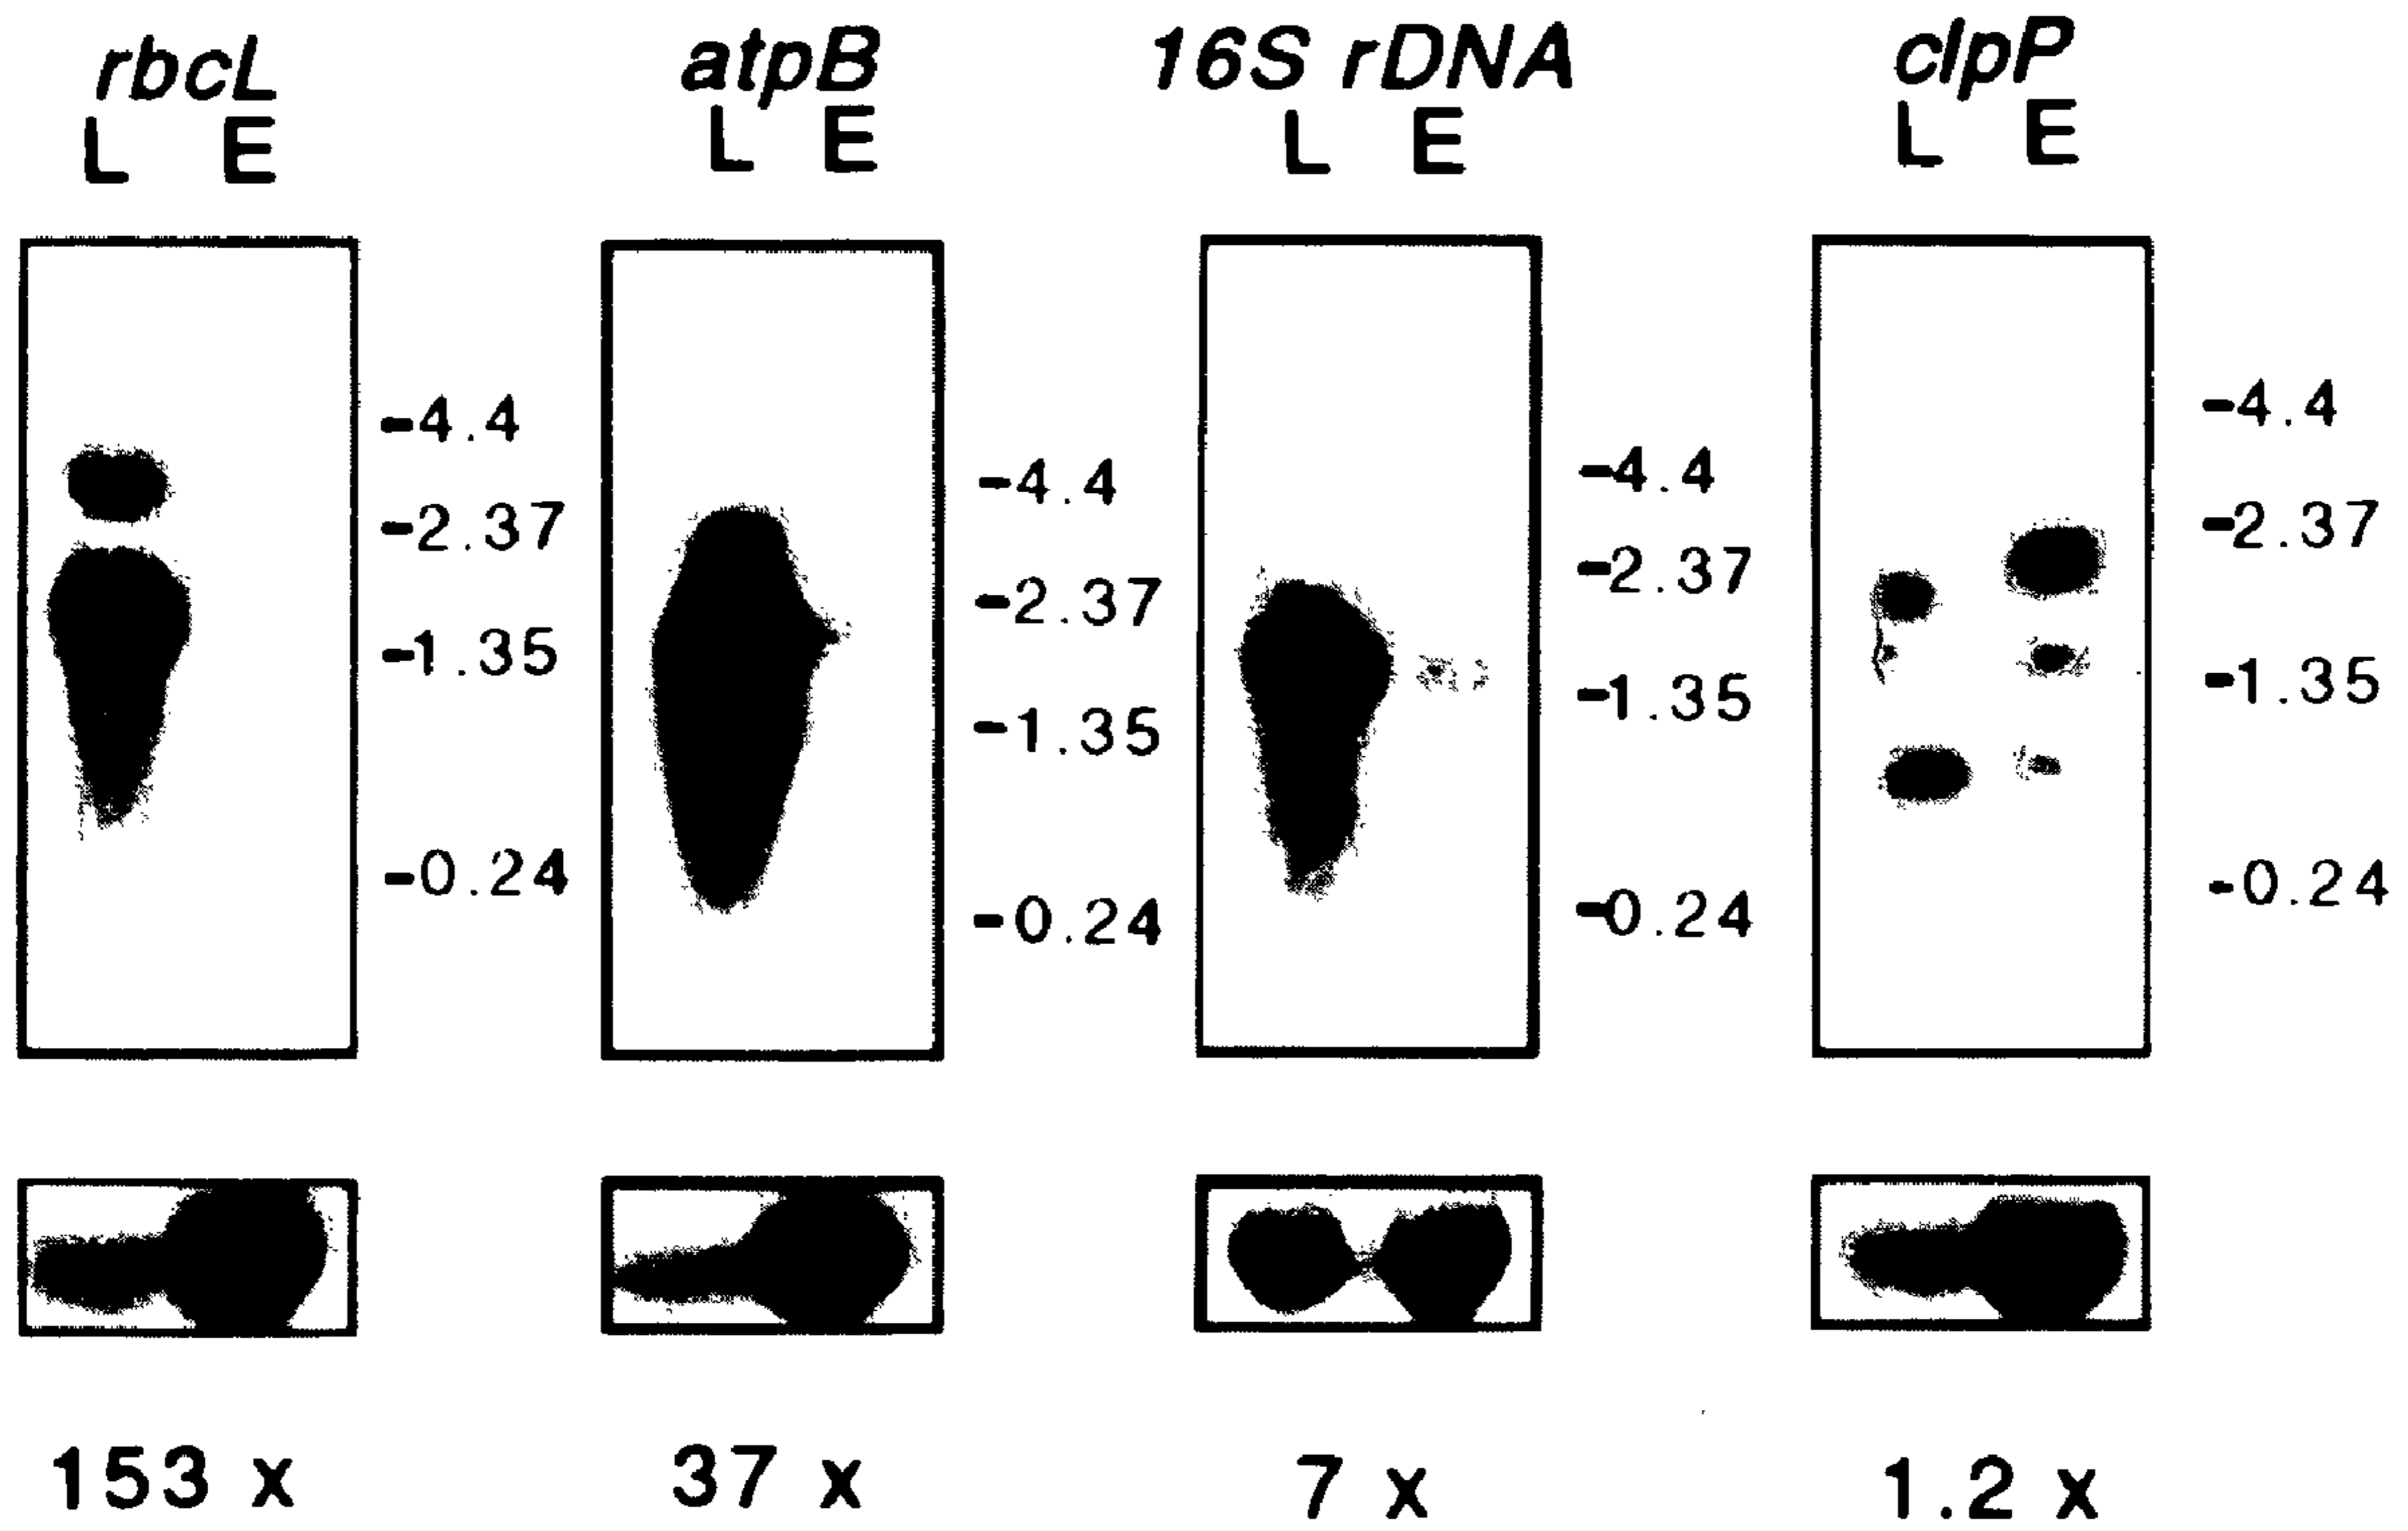 rbcL atpB 16S rDNA clpP
L E L E L E L E
-4.4 -4.4 -4.4 -4.4
-2.37 -2.37 -2.37 -2.37
-1.35 -1.35 -1.35 -1.35
-0.24 -0.24 -0.24 -0.24
153 x 37 x 7 x 1.2 x